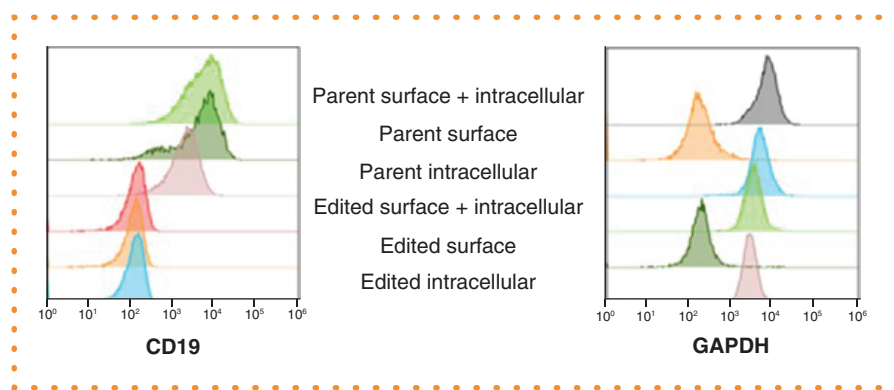 Parent surface + intracellular
Parent surface
Parent intracellular
Edited surface + intracellular
Edited surface
Edited intracellular
10⁰ 10¹ 10² 10³ 10⁴ 10⁵ 10⁶
CD19
10⁰ 10¹ 10² 10³ 10⁴ 10⁵ 10⁶
GAPDH